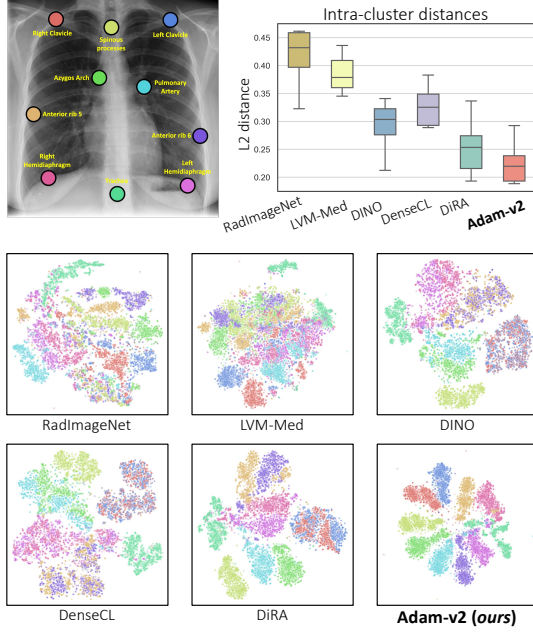 Right Clavicle
Spinous
processes
Left Clavicle
Azygos Arch
Pulmonary
Artery
Anterior rib 5
Anterior rib 6
Right
Hemidiaphragm
Left
Hemidiaphragm
Intra-cluster distances
L2 distance
0.45
0.40
0.35
0.30
0.25
0.20
RadImageNet
LVM-Med
DINO
DenseCL
DiRA
Adam-v2
RadImageNet
LVM-Med
DINO
DenseCL
DiRA
Adam-v2 (ours)